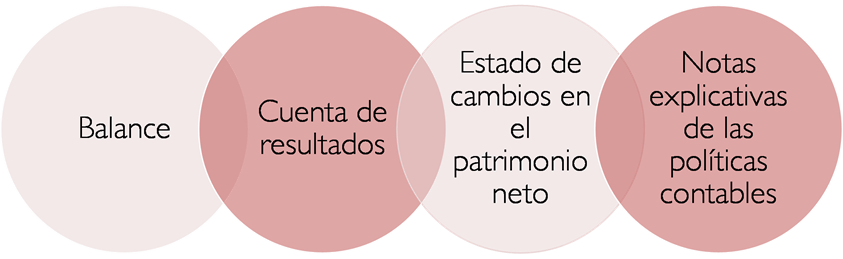 Balance
Cuenta de
resultados
Estado de
cambios en
el
patrimonio
neto
Notas
explicativas
de las
políticas
contables